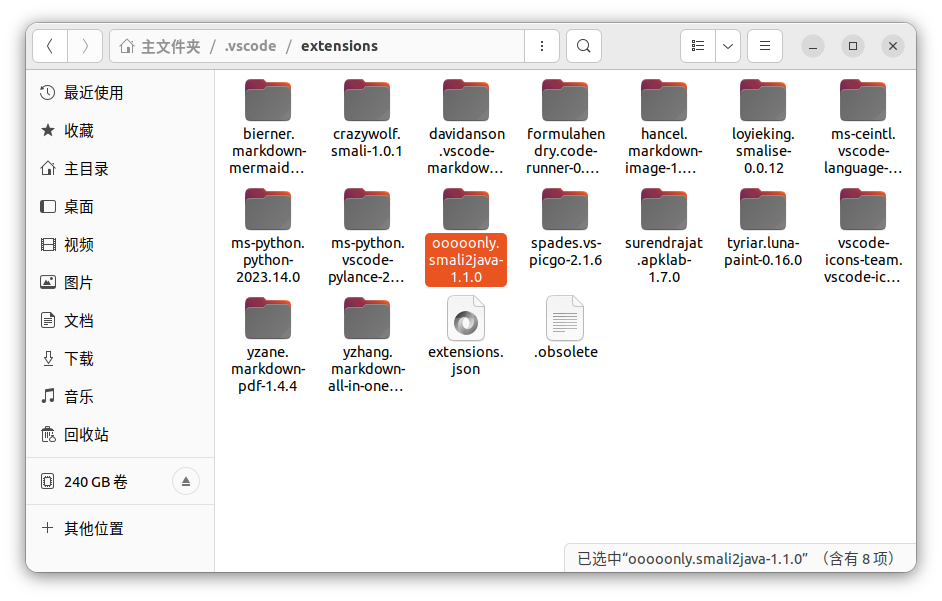 主文件夹 / .vscode / extensions
最近使用
收藏
主目录
桌面
视频
图片
文档
下载
音乐
回收站
240 GB 卷
其他位置
bierner.
markdown-
mermaid...
crazywolf.
smali-1.0.1
davidanson
.vscode-
markdow...
formulahen
dry.code-
runner-0....
hancel.
markdown-
image-1....
loyieking.
smalise-
0.0.12
ms-ceintl.
vscode-
language-...
ms-python.
python-
2023.14.0
ms-python.
vscode-
pylance-2...
ooooonly.
smali2java-
1.1.0
spades.vs-
picgo-2.1.6
surendrajat
.apklab-
1.7.0
tyriar.luna-
paint-0.16.0
vscode-
icons-team.
vscode-ic...
yzane.
markdown-
pdf-1.4.4
yzhang.
markdown-
all-in-one...
extensions.
json
.obsolete
已选中“ooooonly.smali2java-1.1.0” （含有 8 项）